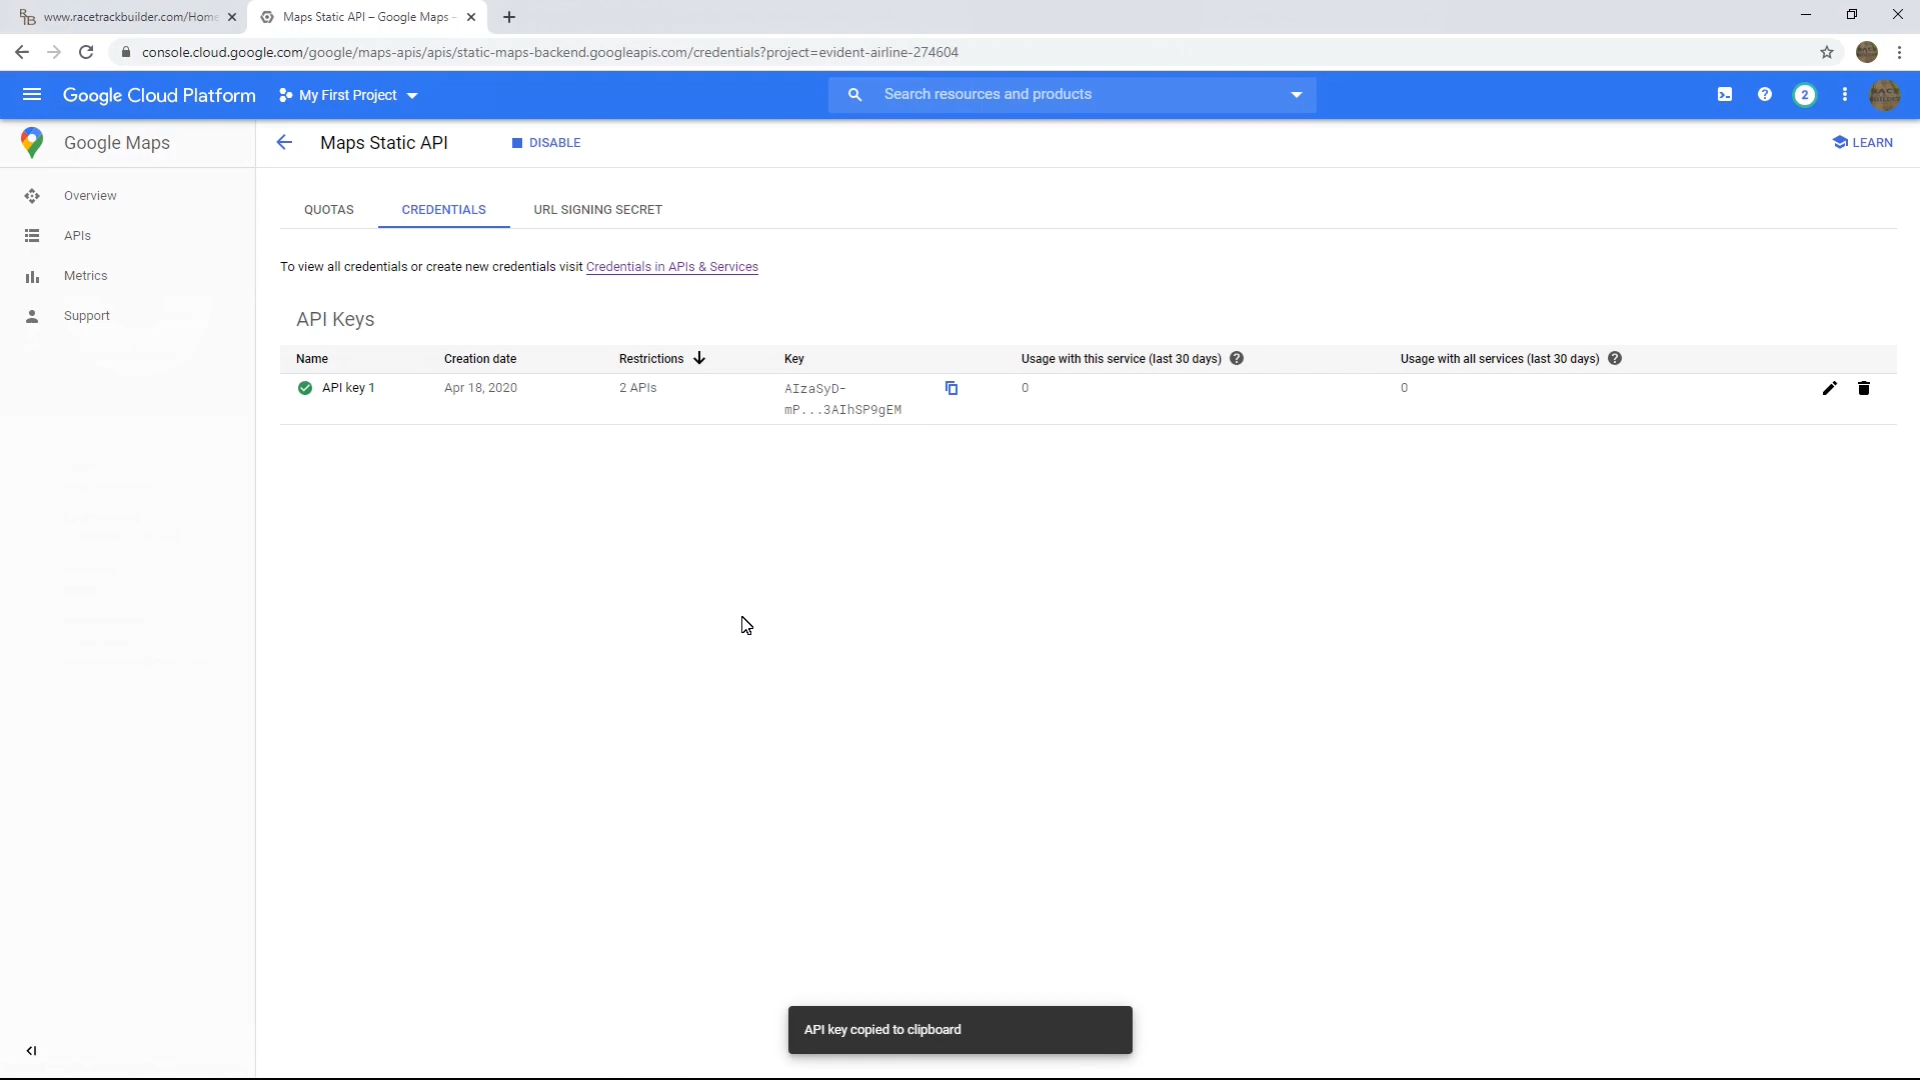 www.racetrackbuilder.com/Home
Maps Static API – Google Maps -
console.cloud.google.com/google/maps-apis/apis/static-maps-backend.googleapis.com/credentials?project=evident-airline-274604
Google Cloud Platform
My First Project
Search resources and products
2
Google Maps
Maps Static API
DISABLE
LEARN
Overview
APIs
Metrics
Support
QUOTAS
CREDENTIALS
URL SIGNING SECRET
To view all credentials or create new credentials visit Credentials in APIs & Services
API Keys
Name
Creation date
Restrictions
Key
Usage with this service (last 30 days)
Usage with all services (last 30 days)
API key 1
Apr 18, 2020
2 APIs
AIzaSyD-
mP...3AIhSP9gEM
0
0
API key copied to clipboard